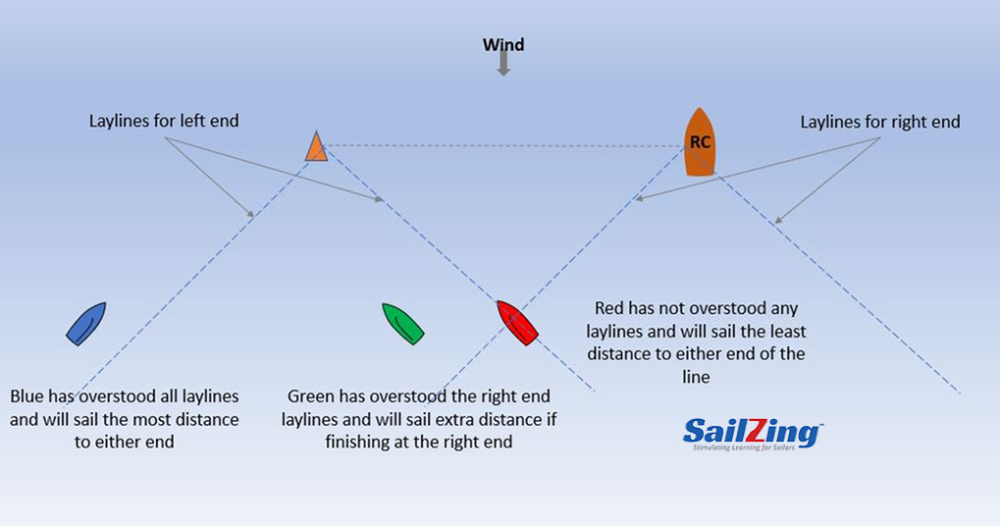 Wind
Laylines for left end
Laylines for right end
RC
Red has not overstood any
laylines and will sail the least
distance to either end of the
line
Blue has overstood all laylines
and will sail the most distance
to either end
Green has overstood the right end
laylines and will sail extra distance if
finishing at the right end
SailZing™
Stimulating Learning for Sailors